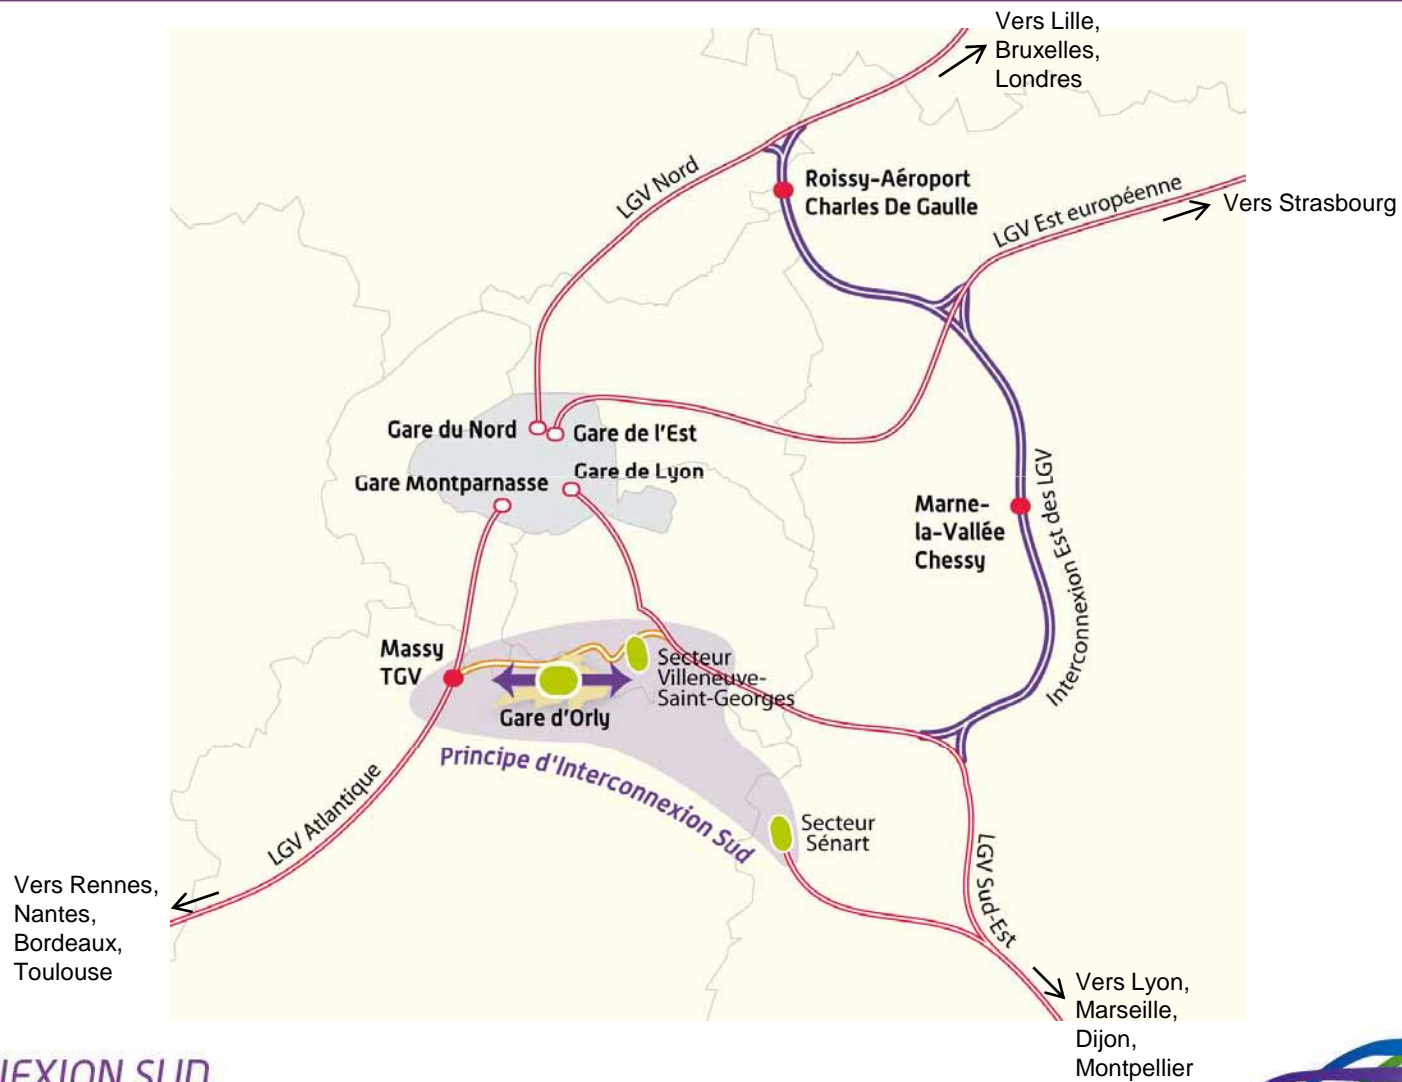 Vers Lille,
Bruxelles,
Londres
LGV Nord
Roissy-Aéroport
Charles De Gaulle
LGV Est européenne
Vers Strasbourg
Gare du Nord
Gare de l'Est
Gare de Lyon
Gare Montparnasse
Marne-
la-Vallée
Chessy
Interconnexion Est des LGV
Massy
TGV
Secteur
Villeneuve-
Saint-Georges
Gare d'Orly
Principe d'Interconnexion Sud
LGV Atlantique
Secteur
Sénart
LGV Sud-Est
Vers Rennes,
Nantes,
Bordeaux,
Toulouse
Vers Lyon,
Marseille,
Dijon,
Montpellier
NEXION SUD